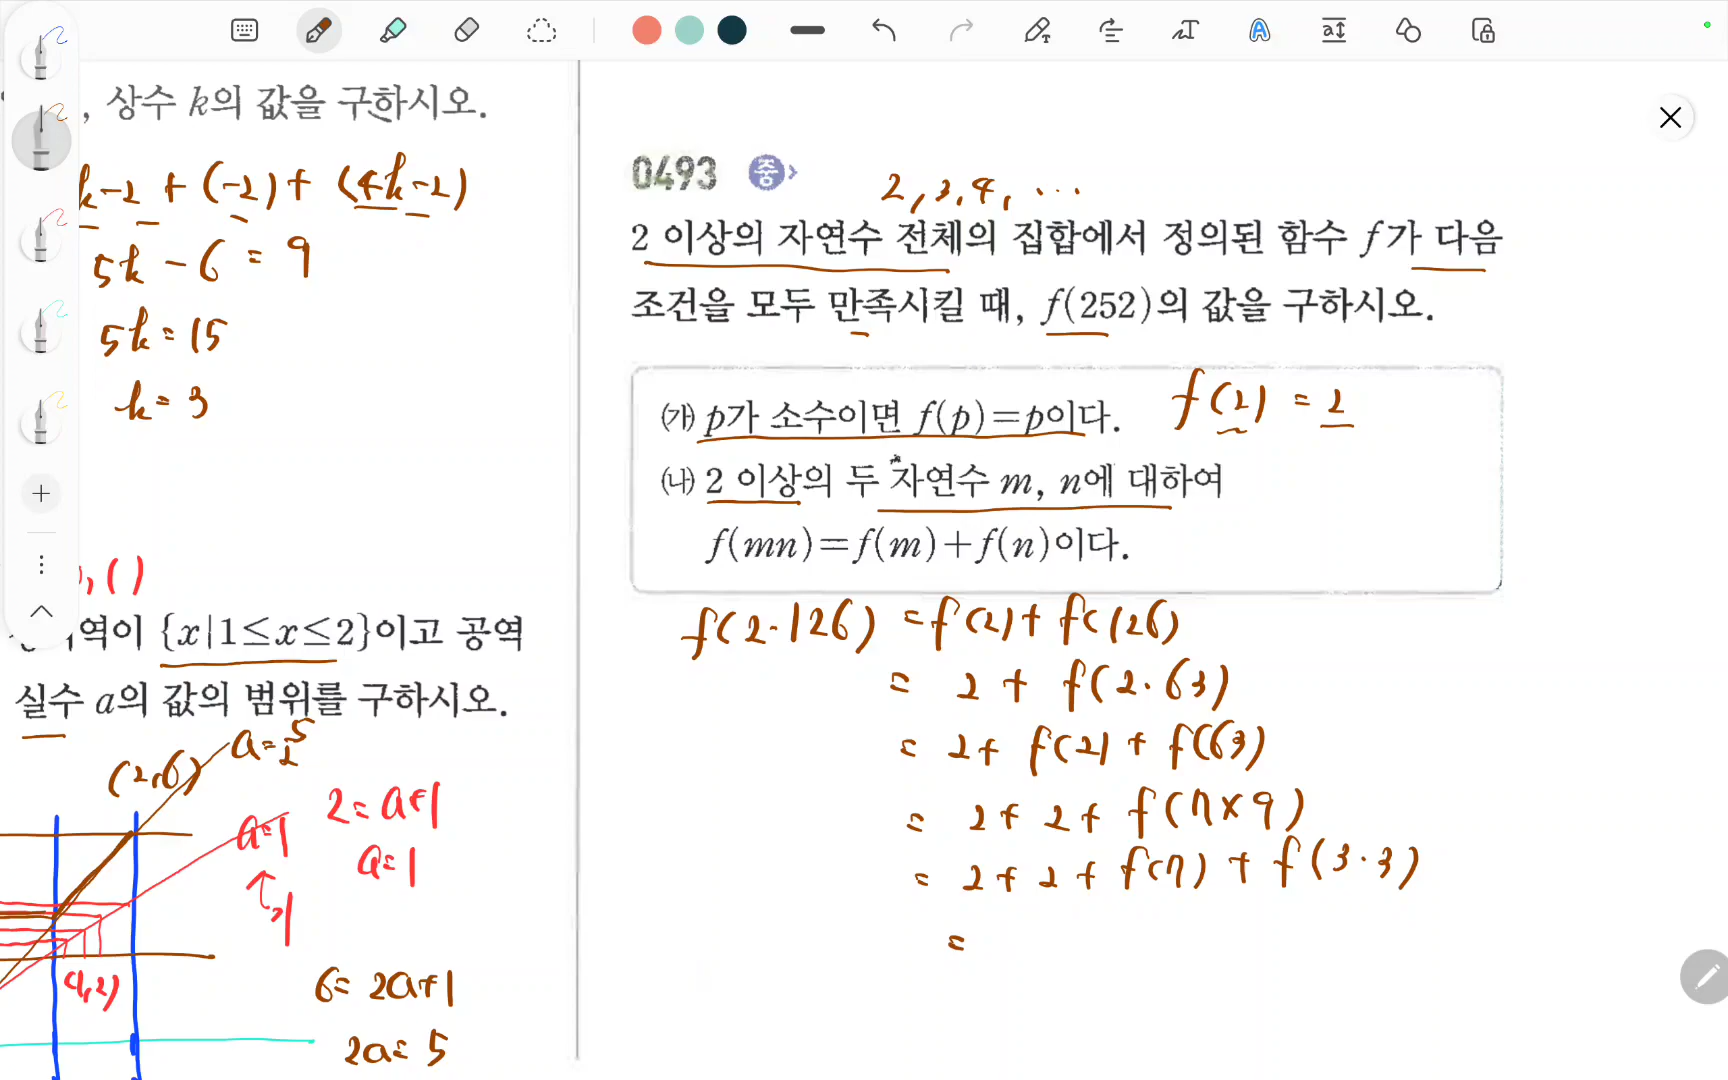 , 상수 k의 값을 구하시오.
k-2 + (-2) + (4k-2)
5k - 6 = 9
5k = 15
k = 3
, ( )
역이 {x|1≤x≤2}이고 공역
실수 a의 값의 범위를 구하시오.
(2,6) a=5/2
a=1
2=a+1
a=1
(1,2)
6=2a+1
2a=5
0493 중
2, 3, 4, ...
2 이상의 자연수 전체의 집합에서 정의된 함수 f가 다음
조건을 모두 만족시킬 때, f(252)의 값을 구하시오.
㈎ p가 소수이면 f(p)=p이다. f(2) = 2
㈏ 2 이상의 두 자연수 m, n에 대하여
f(mn)=f(m)+f(n)이다.
f(2·126) = f(2) + f(126)
= 2 + f(2·63)
= 2 + f(2) + f(63)
= 2 + 2 + f(7×9)
= 2 + 2 + f(7) + f(3·3)
=